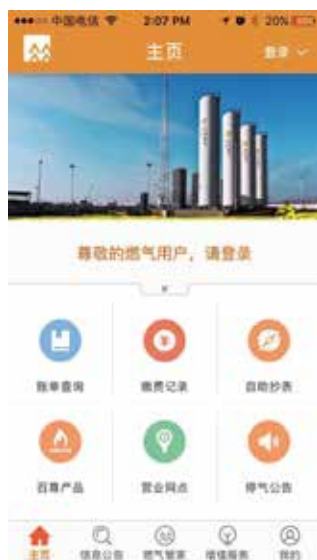 中国电信 2:07 PM 20%
主页 登录
尊敬的燃气用户，请登录
账单查询 缴费记录 自助抄表
百尊产品 营业网点 停气公告
主页 信息公告 燃气管家 增值服务 我的